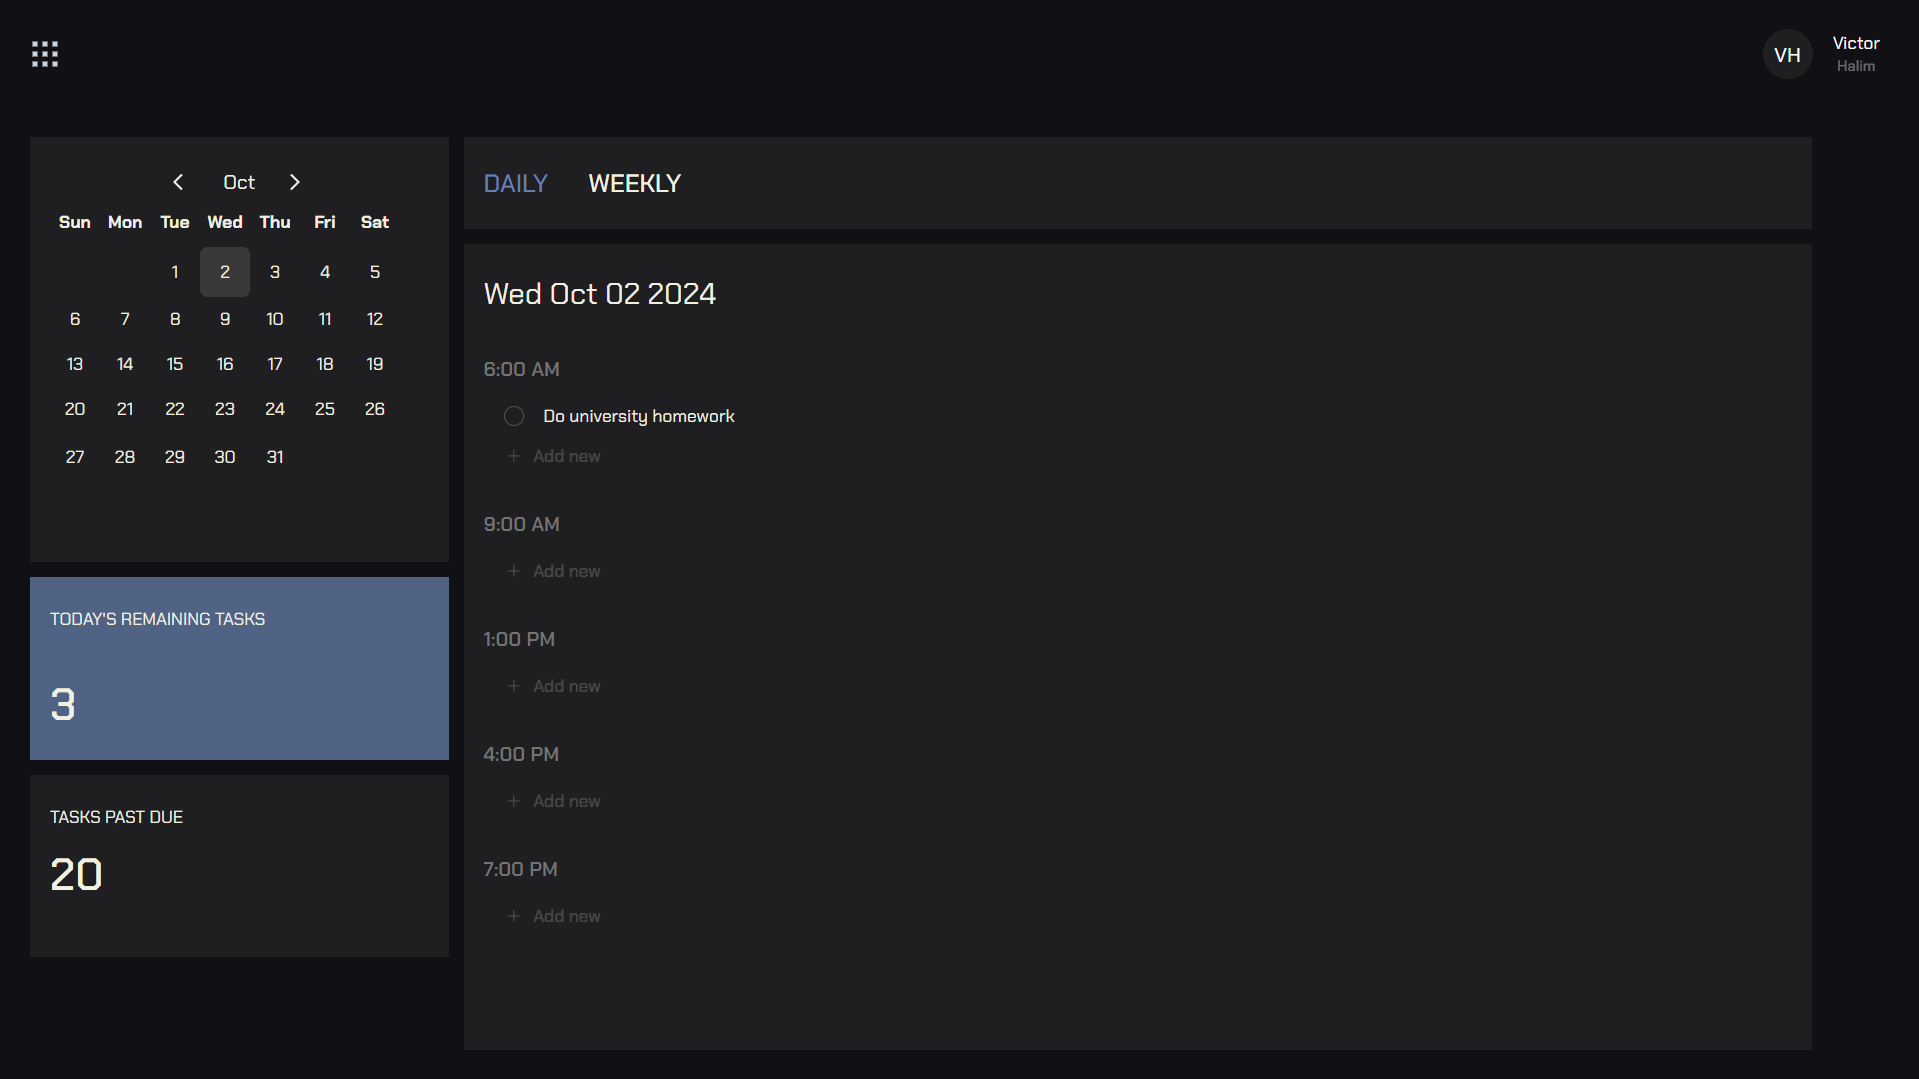 VH
Victor
Halim
Oct
Sun Mon Tue Wed Thu Fri Sat
1 2 3 4 5
6 7 8 9 10 11 12
13 14 15 16 17 18 19
20 21 22 23 24 25 26
27 28 29 30 31
TODAY'S REMAINING TASKS
3
TASKS PAST DUE
20
DAILY WEEKLY
Wed Oct 02 2024
6:00 AM
Do university homework
+ Add new
9:00 AM
+ Add new
1:00 PM
+ Add new
4:00 PM
+ Add new
7:00 PM
+ Add new